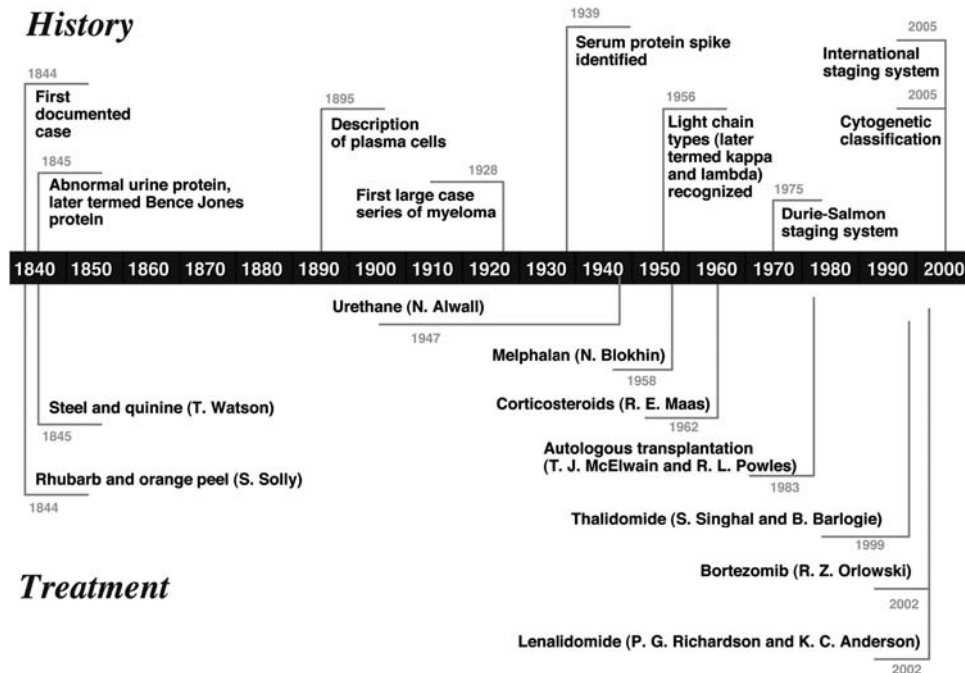 History
1844
First
documented
case
1845
Abnormal urine protein,
later termed Bence Jones
protein
1895
Description
of plasma cells
1928
First large case
series of myeloma
1939
Serum protein spike
identified
1956
Light chain
types (later
termed kappa
and lambda)
recognized
1975
Durie-Salmon
staging system
2005
International
staging system
2005
Cytogenetic
classification
1840 1850 1860 1870 1880 1890 1900 1910 1920 1930 1940 1950 1960 1970 1980 1990 2000
Urethane (N. Alwall)
1947
Melphalan (N. Blokhin)
1958
Steel and quinine (T. Watson)
1845
Corticosteroids (R. E. Maas)
1962
Autologous transplantation
(T. J. McElwain and R. L. Powles)
1983
Rhubarb and orange peel (S. Solly)
1844
Thalidomide (S. Singhal and B. Barlogie)
1999
Treatment
Bortezomib (R. Z. Orlowski)
2002
Lenalidomide (P. G. Richardson and K. C. Anderson)
2002